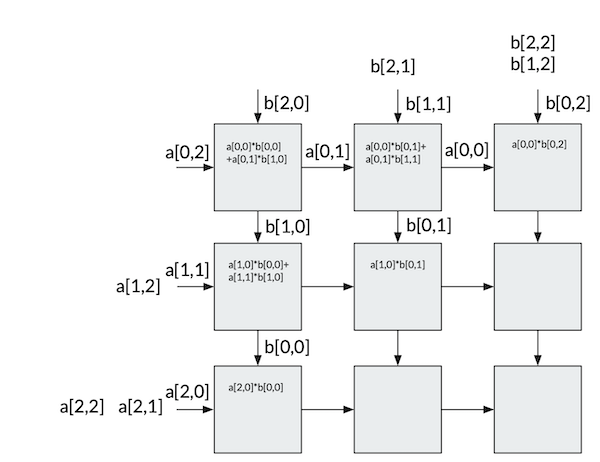 b[2,2]
b[2,1] b[1,2]
b[2,0] b[1,1] b[0,2]
a[0,2] a[0,1] a[0,0]
a[0,0]*b[0,0]
+a[0,1]*b[1,0]
a[0,0]*b[0,1]+
a[0,1]*b[1,1]
a[0,0]*b[0,2]
b[1,0] b[0,1]
a[1,2] a[1,1]
a[1,0]*b[0,0]+
a[1,1]*b[1,0]
a[1,0]*b[0,1]
b[0,0]
a[2,2] a[2,1] a[2,0]
a[2,0]*b[0,0]